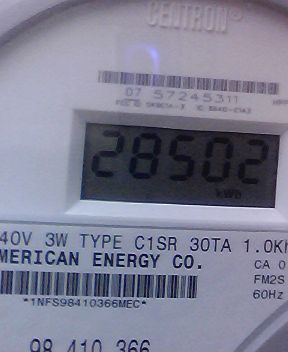 CENTRON®
07 57245311
28502
kWh
40V 3W TYPE C1SR 30TA 1.0Kh
MERICAN ENERGY CO.
CA 0
FM2S
*1NFS98410366MEC*
60Hz
98 410 366